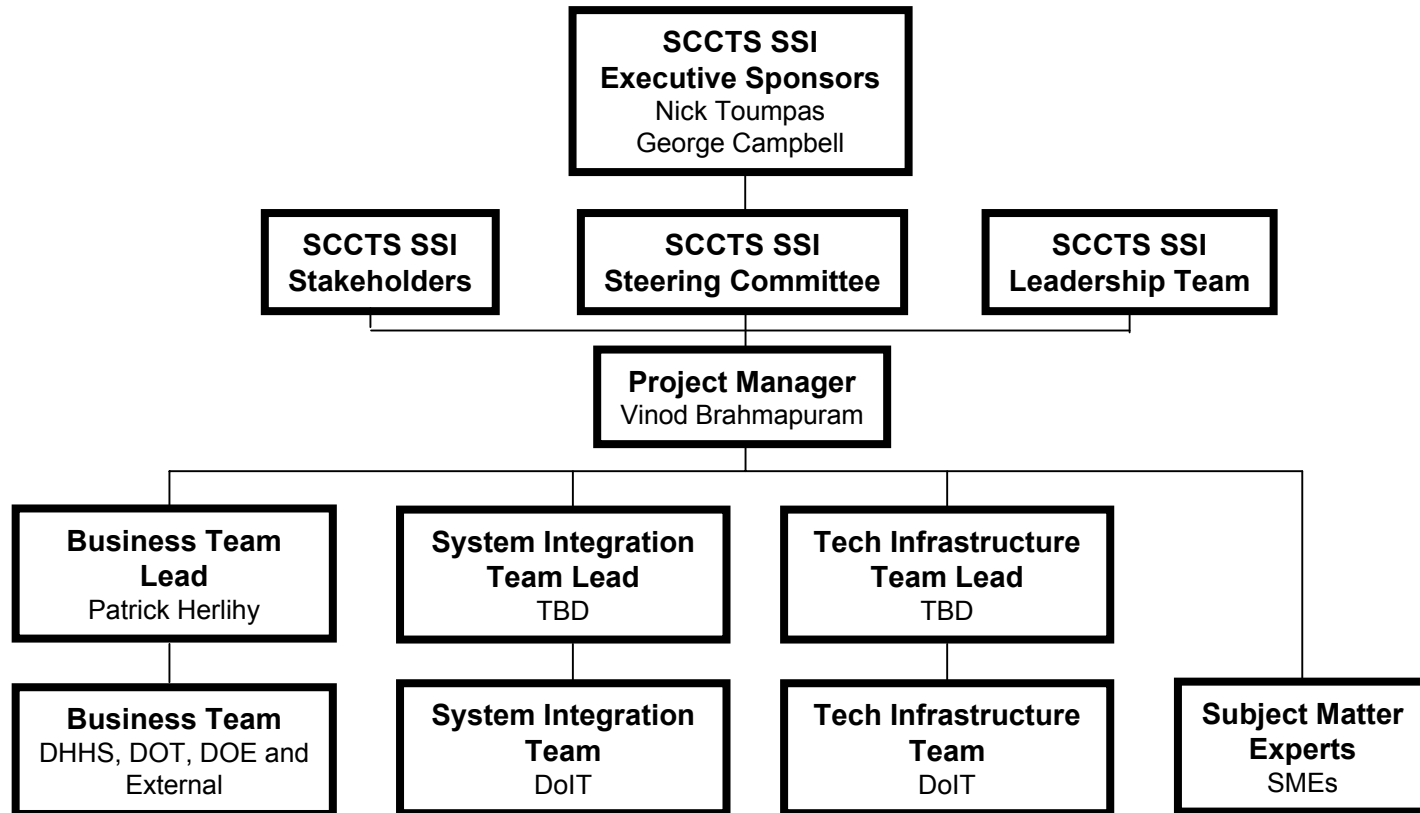 SCCTS SSI
Executive Sponsors
Nick Toumpas
George Campbell
SCCTS SSI
Stakeholders
SCCTS SSI
Steering Committee
SCCTS SSI
Leadership Team
Project Manager
Vinod Brahmapuram
Business Team
Lead
Patrick Herlihy
System Integration
Team Lead
TBD
Tech Infrastructure
Team Lead
TBD
Business Team
DHHS, DOT, DOE and
External
System Integration
Team
DoIT
Tech Infrastructure
Team
DoIT
Subject Matter
Experts
SMEs